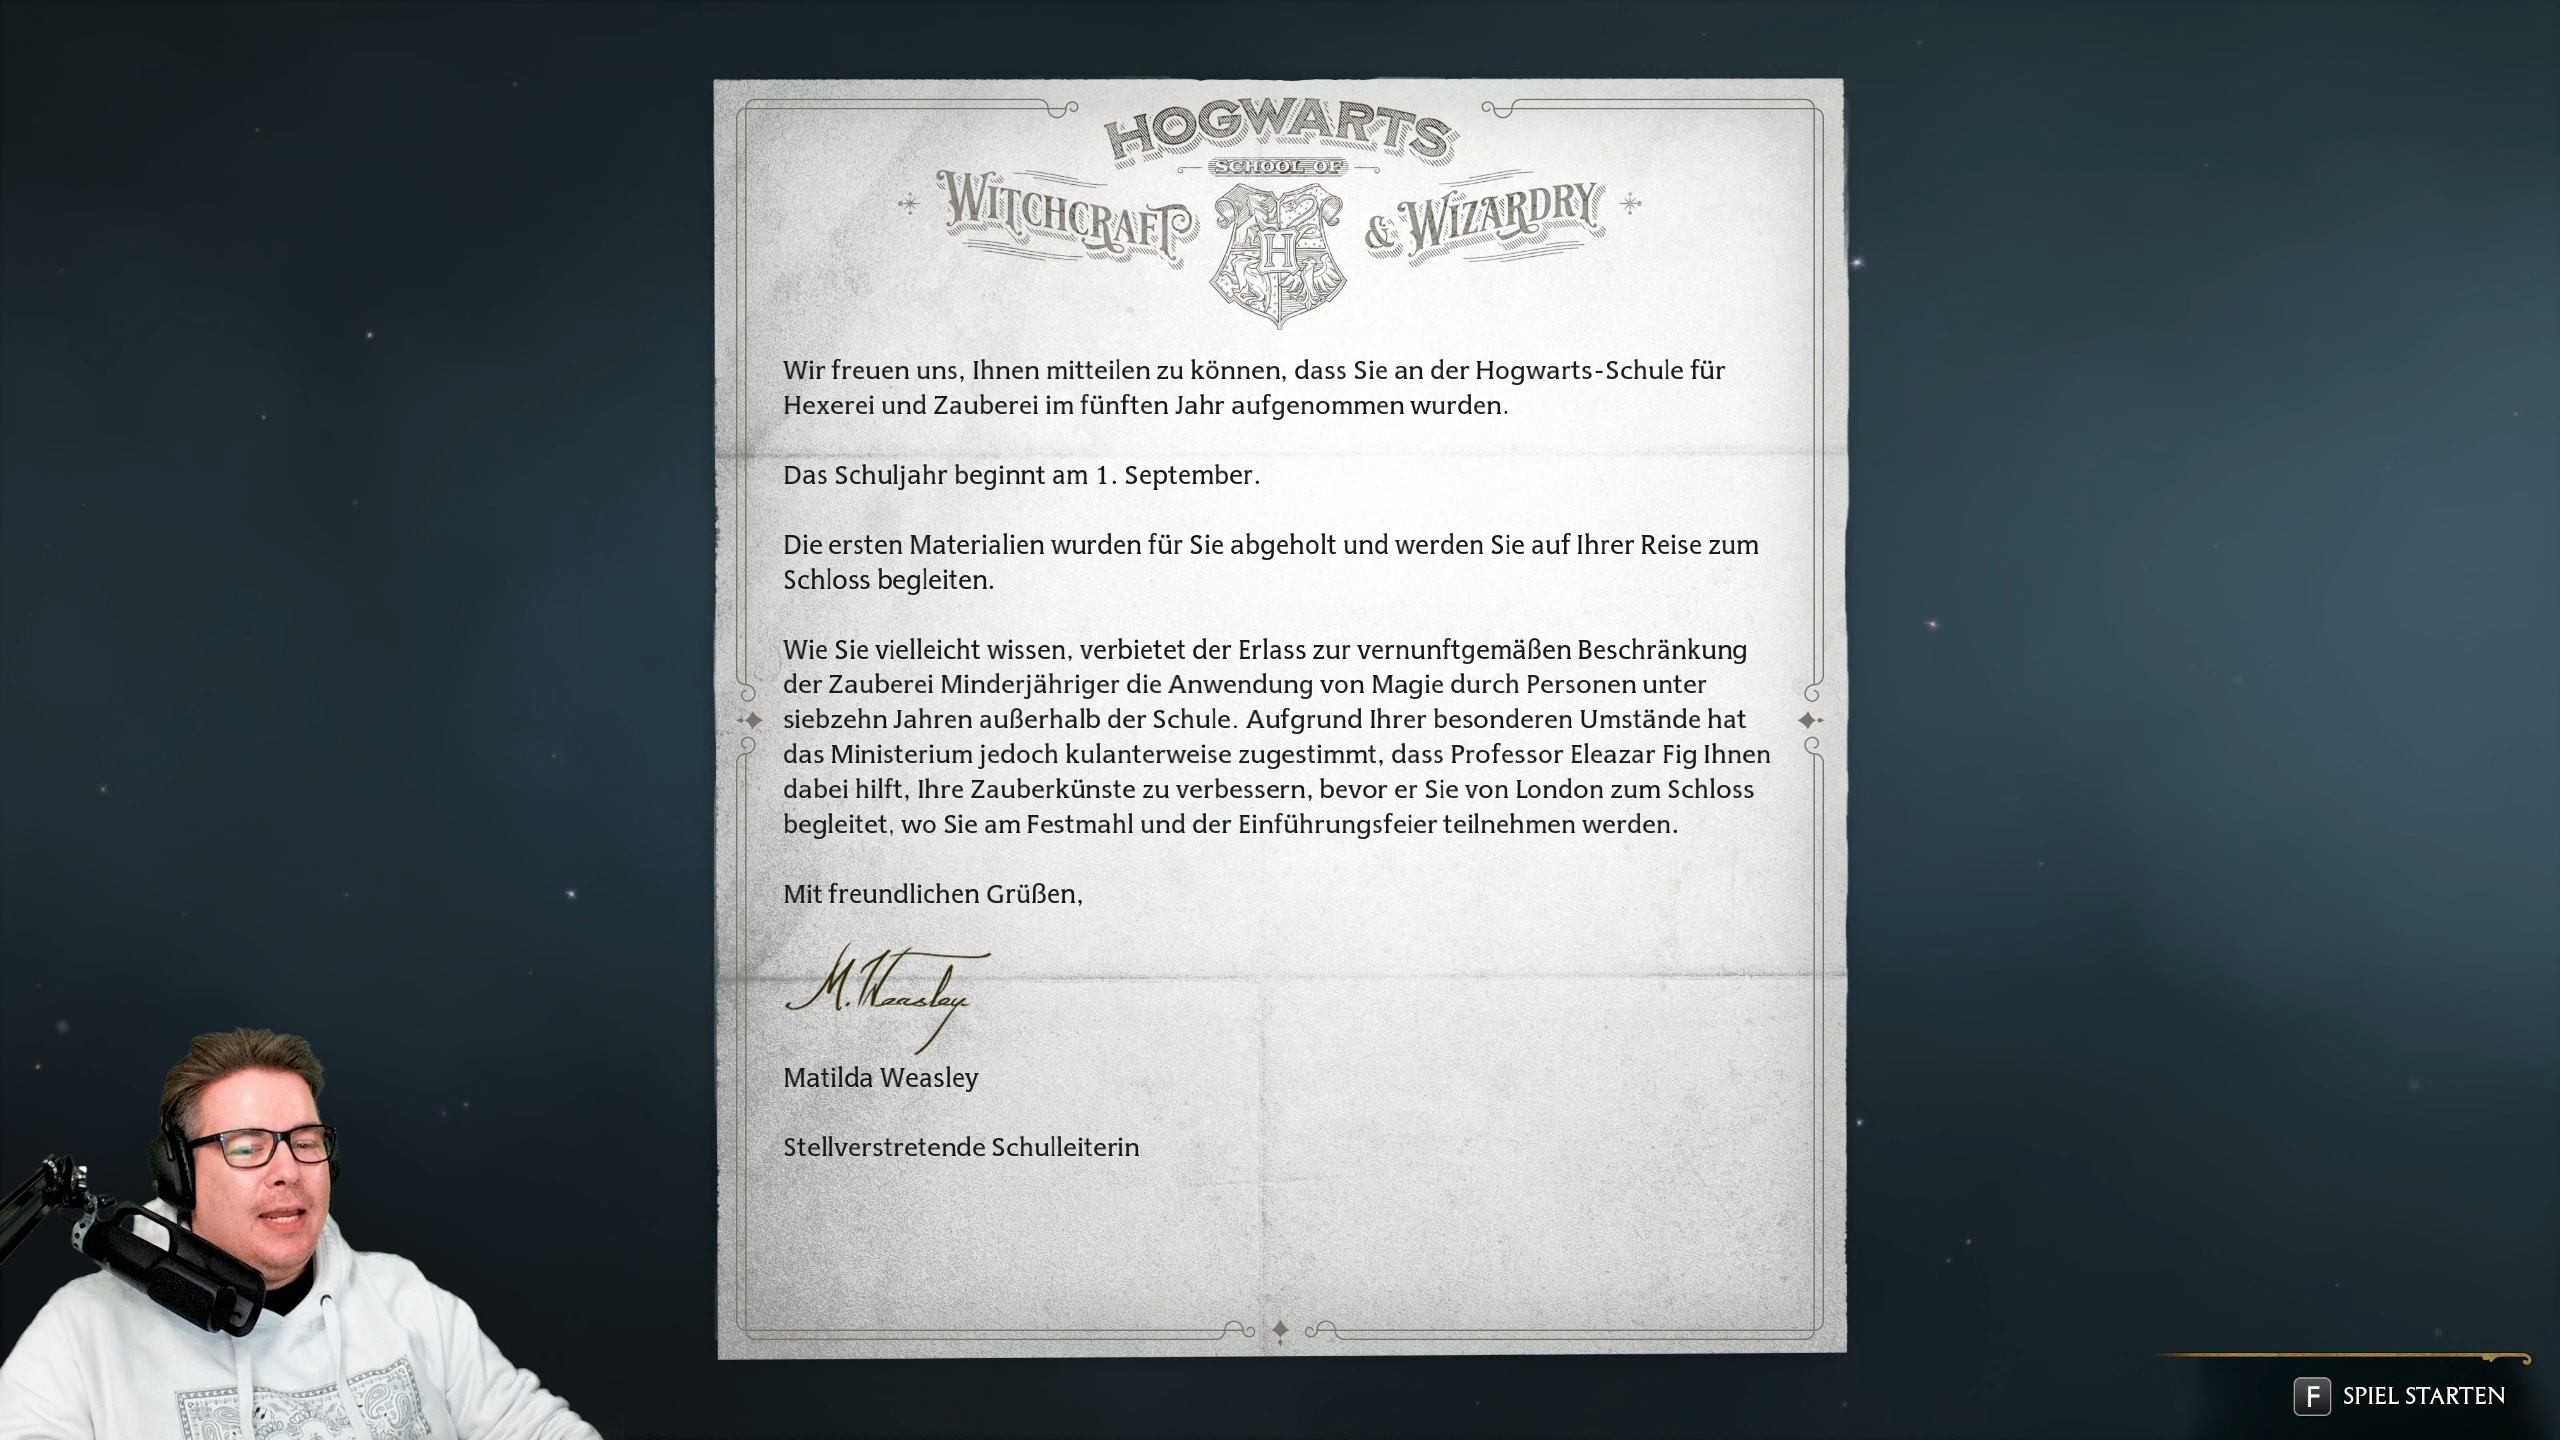 HOGWARTS
SCHOOL OF
WITCHCRAFT & WIZARDRY
H
Wir freuen uns, Ihnen mitteilen zu können, dass Sie an der Hogwarts-Schule für
Hexerei und Zauberei im fünften Jahr aufgenommen wurden.
Das Schuljahr beginnt am 1. September.
Die ersten Materialien wurden für Sie abgeholt und werden Sie auf Ihrer Reise zum
Schloss begleiten.
Wie Sie vielleicht wissen, verbietet der Erlass zur vernunftgemäßen Beschränkung
der Zauberei Minderjähriger die Anwendung von Magie durch Personen unter
siebzehn Jahren außerhalb der Schule. Aufgrund Ihrer besonderen Umstände hat
das Ministerium jedoch kulanterweise zugestimmt, dass Professor Eleazar Fig Ihnen
dabei hilft, Ihre Zauberkünste zu verbessern, bevor er Sie von London zum Schloss
begleitet, wo Sie am Festmahl und der Einführungsfeier teilnehmen werden.
Mit freundlichen Grüßen,
M. Weasley
Matilda Weasley
Stellverstretende Schulleiterin
F SPIEL STARTEN